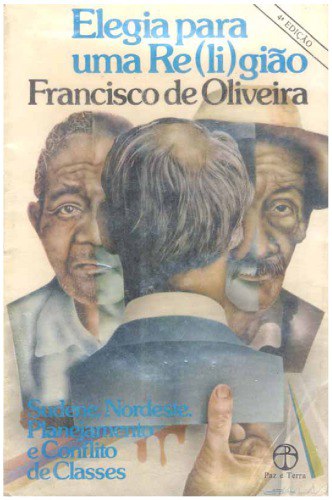 Elegia para
uma Re(li)gião
4ª EDIÇÃO
Francisco de Oliveira
Sudene, Nordeste.
Planejamento
e Conflito
de Classes
Paz e Terra